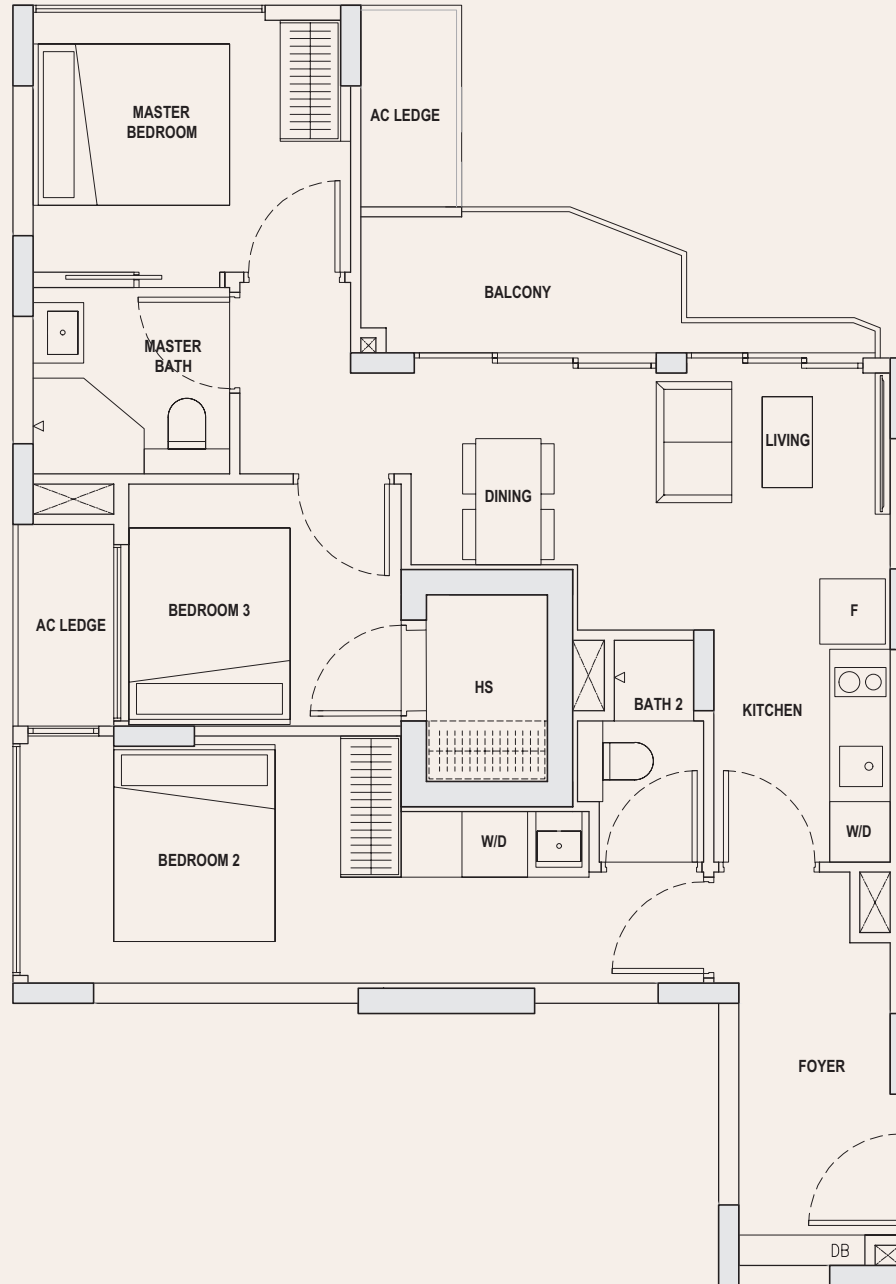 MASTER
BEDROOM
AC LEDGE
BALCONY
MASTER
BATH
LIVING
DINING
BEDROOM 3
F
AC LEDGE
HS
BATH 2
KITCHEN
W/D
W/D
BEDROOM 2
FOYER
DB